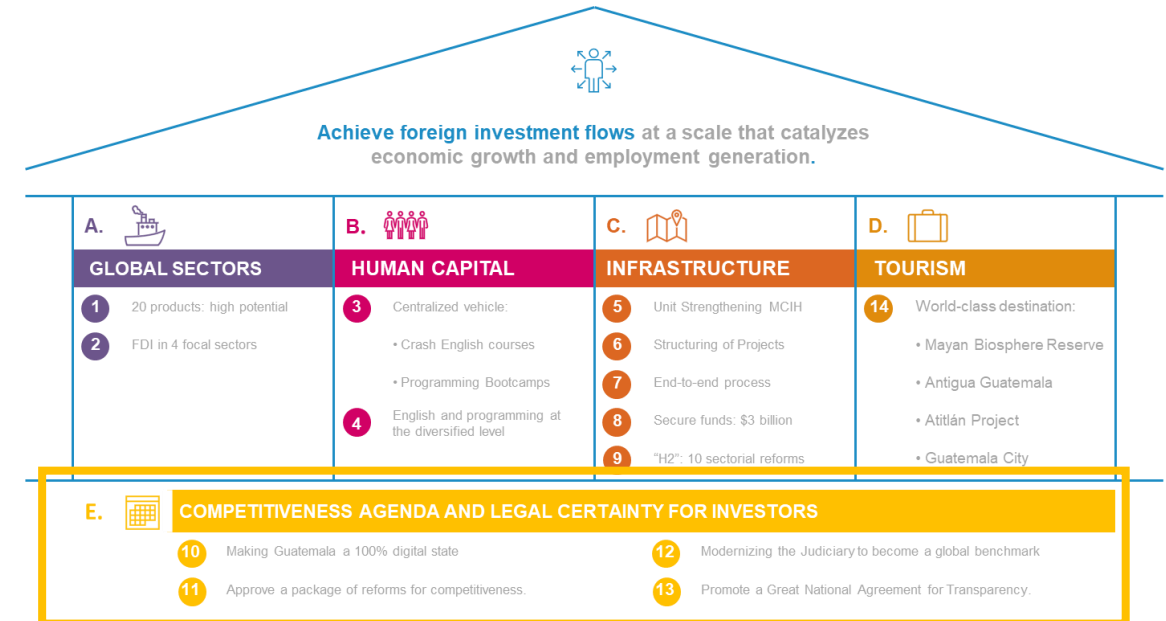 Achieve foreign investment flows at a scale that catalyzes
economic growth and employment generation.
A.
GLOBAL SECTORS
1 20 products: high potential
2 FDI in 4 focal sectors
B.
HUMAN CAPITAL
3 Centralized vehicle:
• Crash English courses
• Programming Bootcamps
4 English and programming at
the diversified level
C.
INFRASTRUCTURE
5 Unit Strengthening MCIH
6 Structuring of Projects
7 End-to-end process
8 Secure funds: $3 billion
9 “H2”: 10 sectorial reforms
D.
TOURISM
14 World-class destination:
• Mayan Biosphere Reserve
• Antigua Guatemala
• Atitlán Project
• Guatemala City
E.
COMPETITIVENESS AGENDA AND LEGAL CERTAINTY FOR INVESTORS
10 Making Guatemala a 100% digital state
11 Approve a package of reforms for competitiveness.
12 Modernizing the Judiciary to become a global benchmark
13 Promote a Great National Agreement for Transparency.